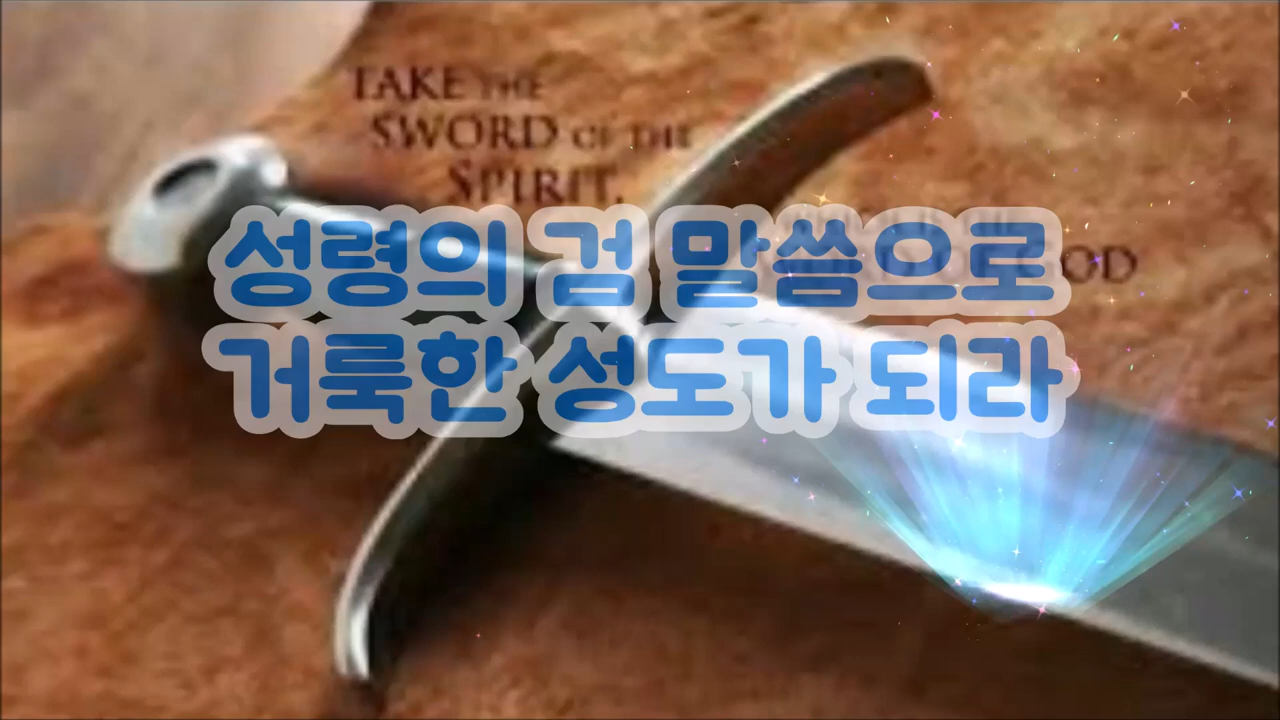 TAKE THE
SWORD OF THE
SPIRIT,
성령의 검 말씀으로
거룩한 성도가 되라